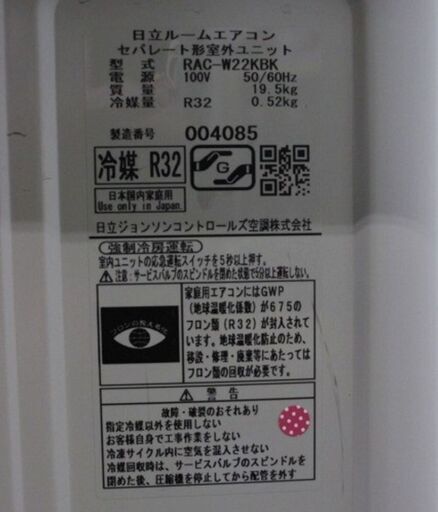 日立ルームエアコン
セパレート形室外ユニット
型式 RAC-W22KBK
電源 100V 50/60Hz
質量 19.5kg
冷媒量 R32 0.52kg
製造番号 004085
冷媒 R32
G
日本国内家庭用
Use only in Japan.
日立ジョンソンコントロールズ空調株式会社
強制冷房運転
室内ユニットの応急運転スイッチを5秒以上押す。
⚠注意:サービスバルブのスピンドルを閉めた状態で5分以上運転しない。
フロンの見える化
家庭用エアコンにはGWP
(地球温暖化係数)が675の
フロン類(R32)が封入されて
います。地球温暖化防止のため、
移設・修理・廃棄等にあたっては
フロン類の回収が必要です。
⚠警告
故障・破裂のおそれあり
指定冷媒以外を使用しない
お客様自身で工事作業をしない
冷凍サイクル内に空気を混入させない
冷媒回収時は、サービスバルブのスピンドルを
閉めた後、圧縮機を停止してから配管を外す